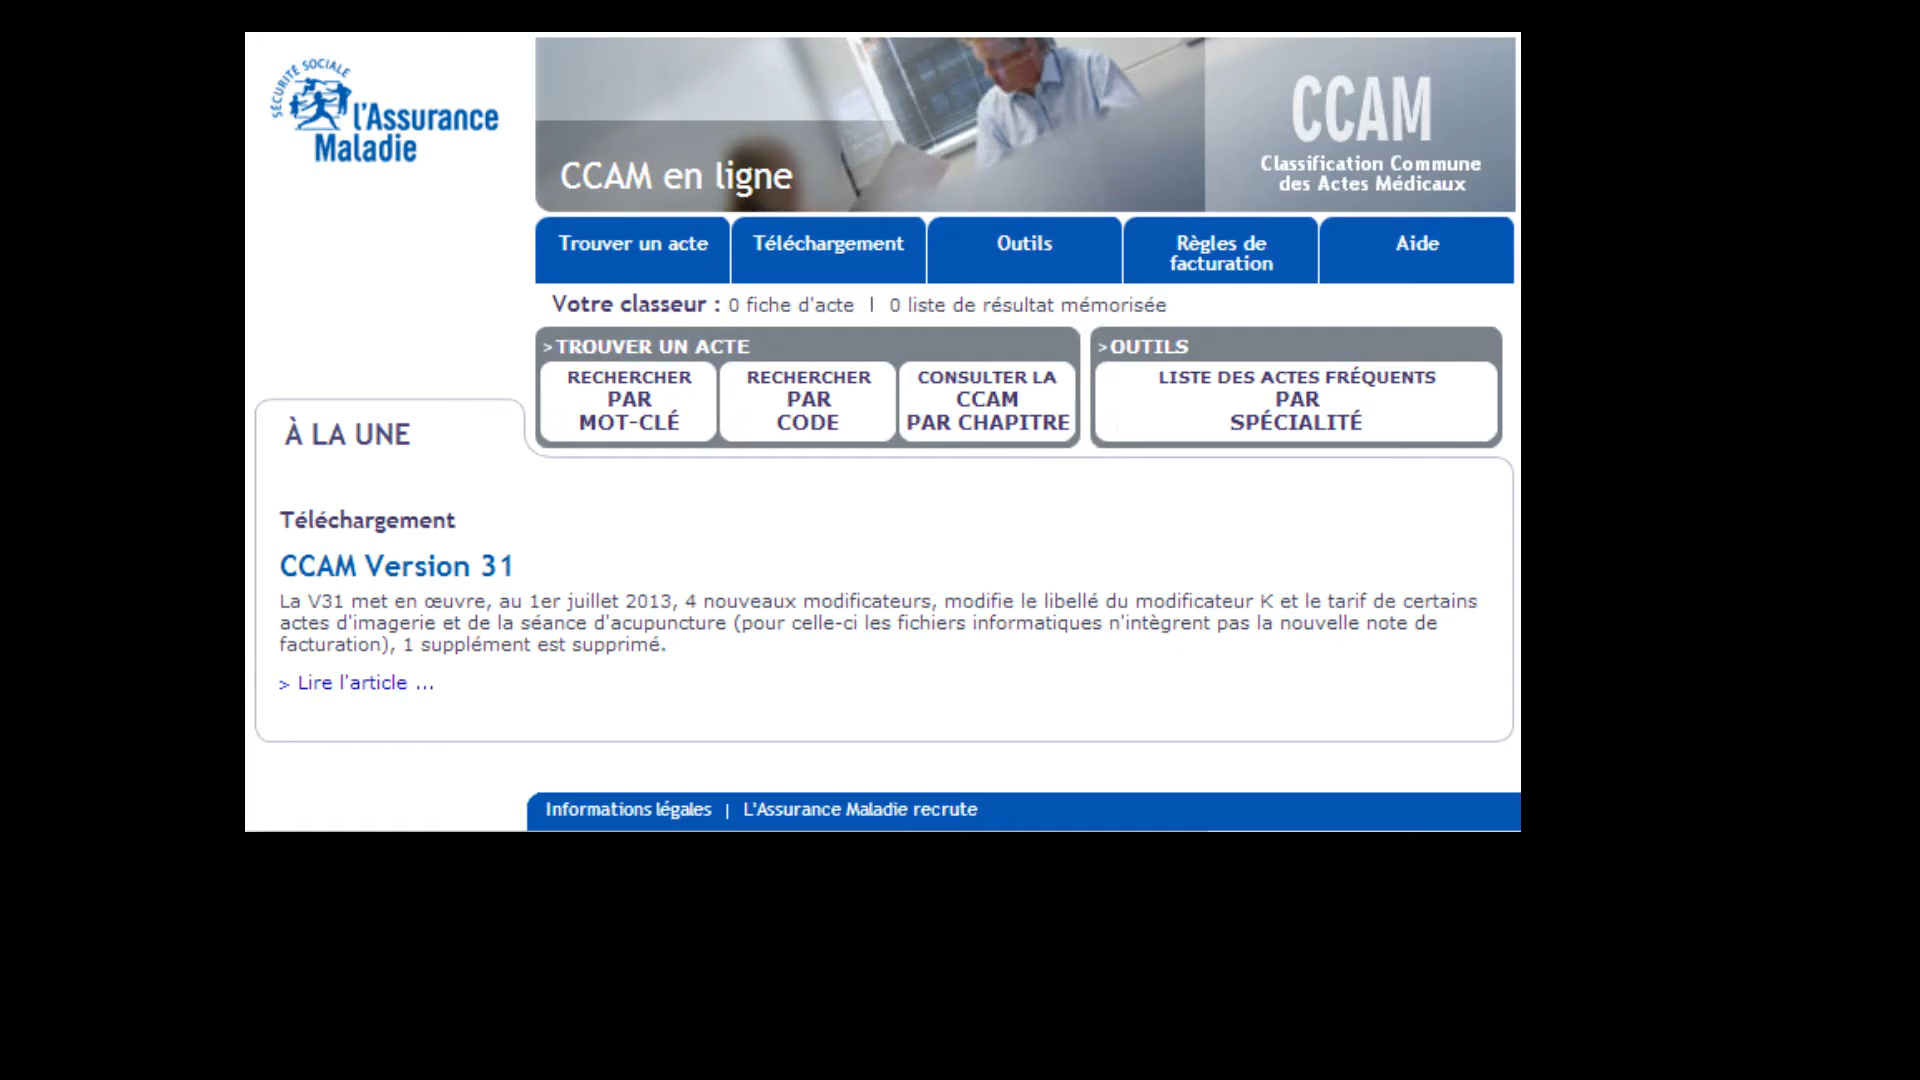 SÉCURITÉ SOCIALE
l'Assurance
Maladie
CCAM en ligne
CCAM
Classification Commune
des Actes Médicaux
Trouver un acte
Téléchargement
Outils
Règles de
facturation
Aide
Votre classeur : 0 fiche d'acte | 0 liste de résultat mémorisée
>TROUVER UN ACTE
RECHERCHER
PAR
MOT-CLÉ
RECHERCHER
PAR
CODE
CONSULTER LA
CCAM
PAR CHAPITRE
>OUTILS
LISTE DES ACTES FRÉQUENTS
PAR
SPÉCIALITÉ
À LA UNE
Téléchargement
CCAM Version 31
La V31 met en œuvre, au 1er juillet 2013, 4 nouveaux modificateurs, modifie le libellé du modificateur K et le tarif de certains
actes d'imagerie et de la séance d'acupuncture (pour celle-ci les fichiers informatiques n'intègrent pas la nouvelle note de
facturation), 1 supplément est supprimé.
> Lire l'article ...
Informations légales | L'Assurance Maladie recrute